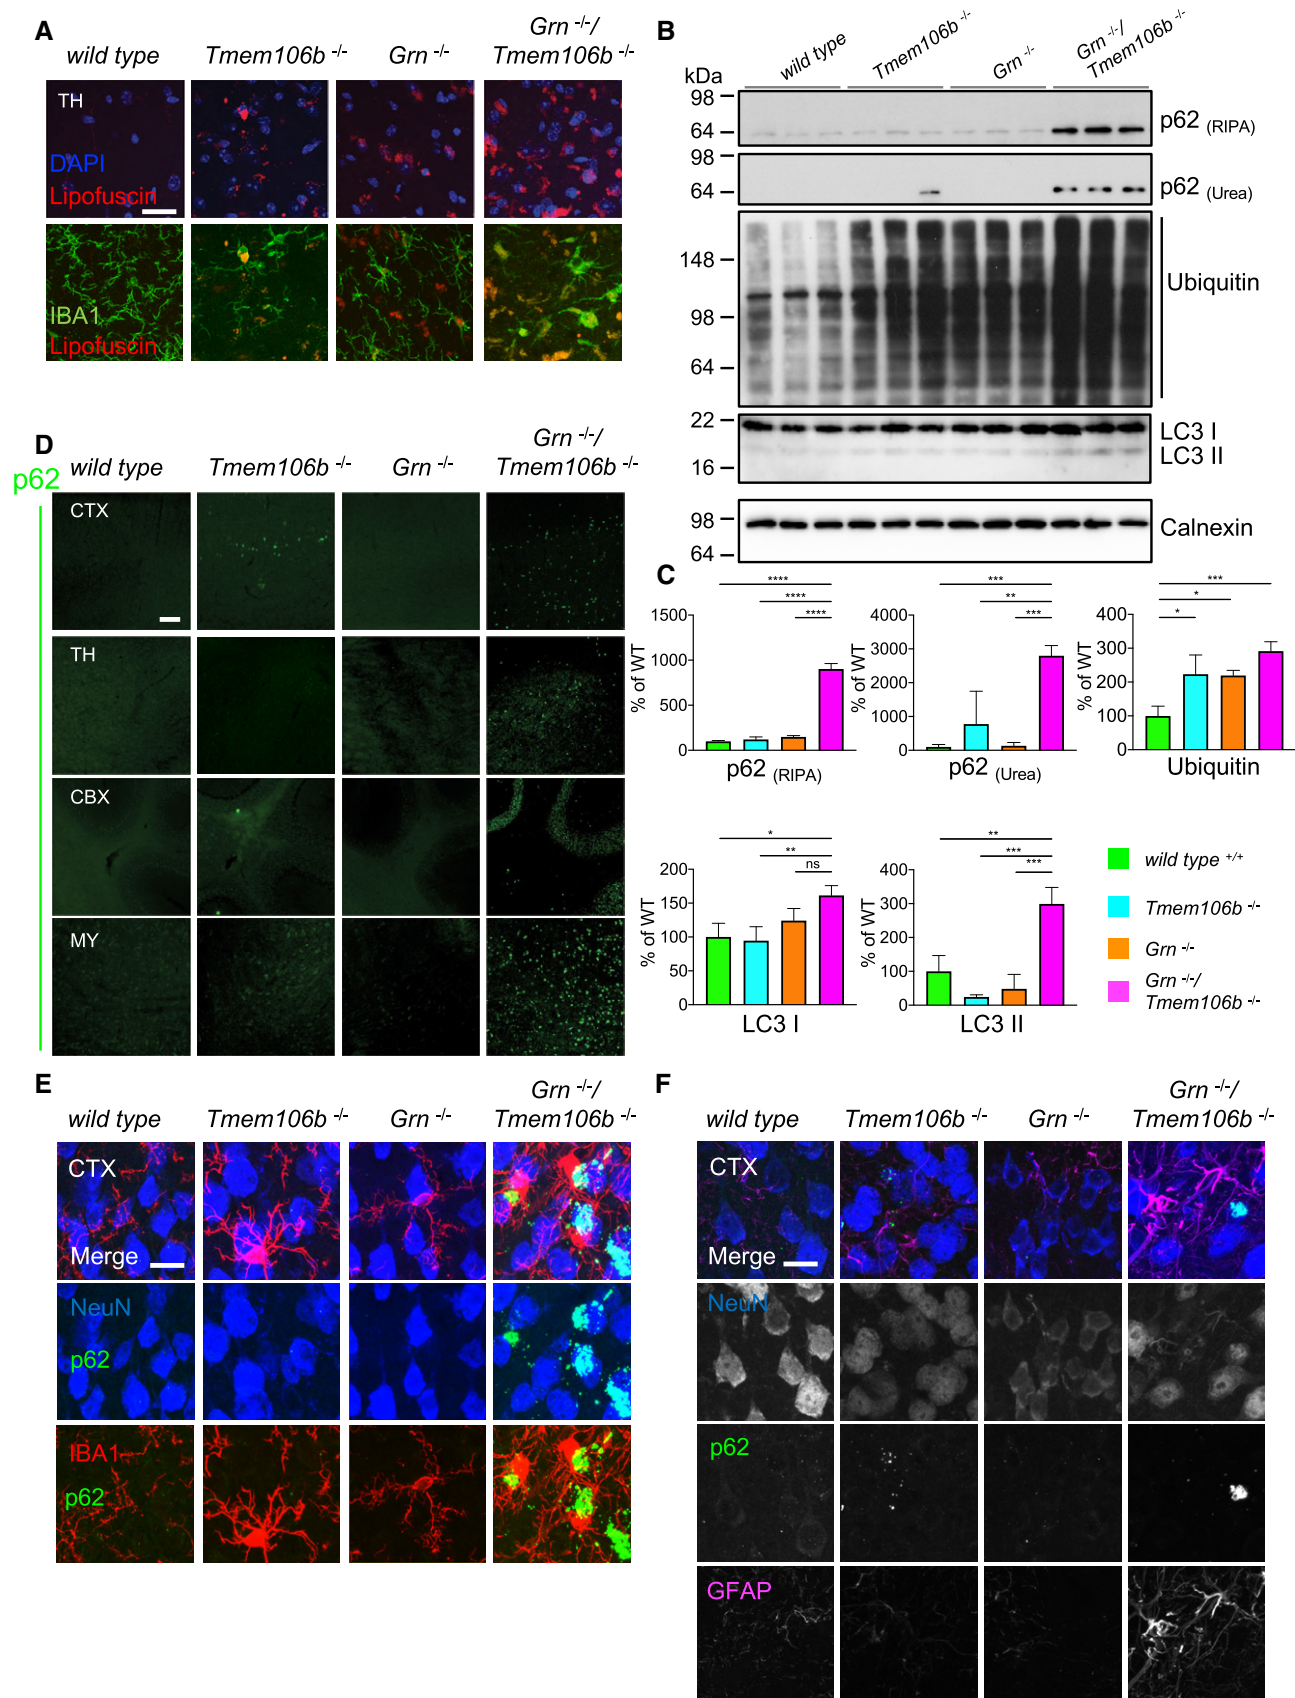 A
wild type
Tmem106b -/-
Grn -/-
Grn -/-/
Tmem106b -/-
TH
DAPI
Lipofuscin
IBA1
Lipofuscin
B
wild type
Tmem106b -/-
Grn -/-
Grn -/-/
Tmem106b -/-
kDa
98
64
p62 (RIPA)
98
64
p62 (Urea)
148
98
64
Ubiquitin
22
16
LC3 I
LC3 II
98
64
Calnexin
C
****
****
****
1500
1000
500
0
% of WT
p62 (RIPA)
***
**
***
4000
3000
2000
1000
0
% of WT
p62 (Urea)
***
*
*
400
300
200
100
0
% of WT
Ubiquitin
*
**
ns
200
150
100
50
0
% of WT
LC3 I
**
***
***
400
300
200
100
0
% of WT
LC3 II
wild type +/+
Tmem106b -/-
Grn -/-
Grn -/-/
Tmem106b -/-
D
p62
wild type
Tmem106b -/-
Grn -/-
Grn -/-/
Tmem106b -/-
CTX
TH
CBX
MY
E
wild type
Tmem106b -/-
Grn -/-
Grn -/-/
Tmem106b -/-
CTX
Merge
NeuN
p62
IBA1
p62
F
wild type
Tmem106b -/-
Grn -/-
Grn -/-/
Tmem106b -/-
CTX
Merge
NeuN
p62
GFAP